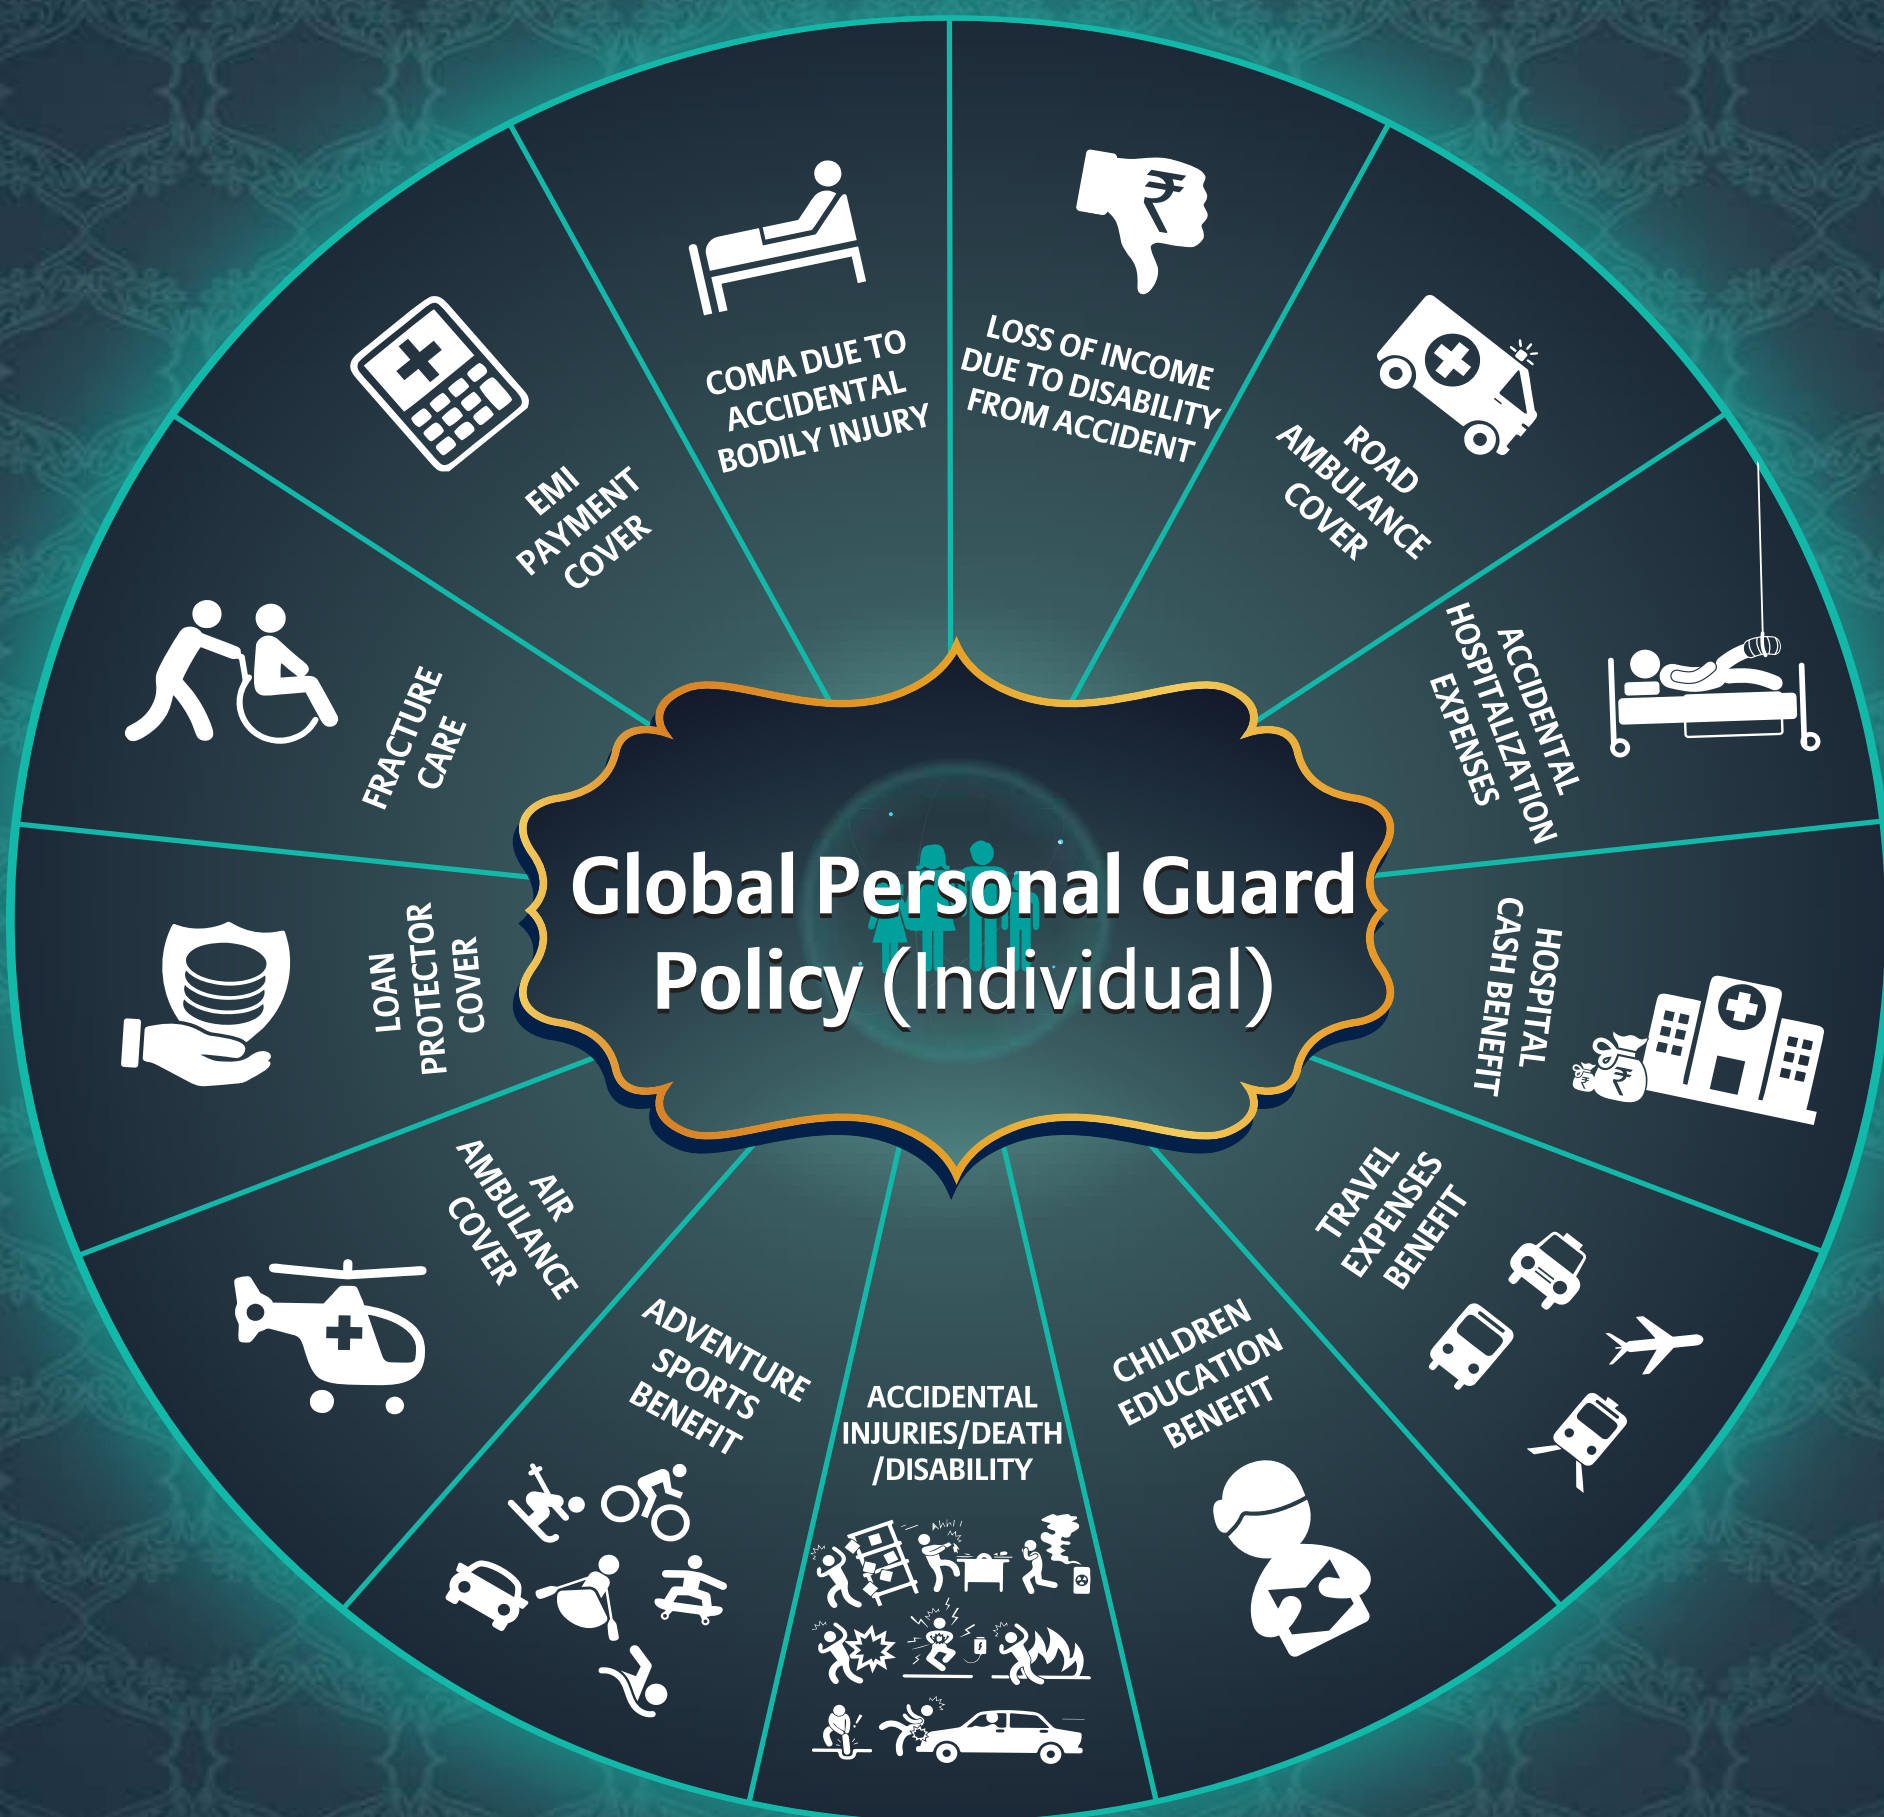 COMA DUE TO
ACCIDENTAL
BODILY INJURY
LOSS OF INCOME
DUE TO DISABILITY
FROM ACCIDENT
ROAD
AMBULANCE
COVER
ACCIDENTAL
HOSPITALIZATION
EXPENSES
HOSPITAL
CASH BENEFIT
TRAVEL
EXPENSES
BENEFIT
CHILDREN
EDUCATION
BENEFIT
ACCIDENTAL
INJURIES/DEATH
/DISABILITY
Ahh!!
ADVENTURE
SPORTS
BENEFIT
AIR
AMBULANCE
COVER
LOAN
PROTECTOR
COVER
FRACTURE
CARE
EMI
PAYMENT
COVER
Global Personal Guard
Policy (Individual)
₹
₹
₹